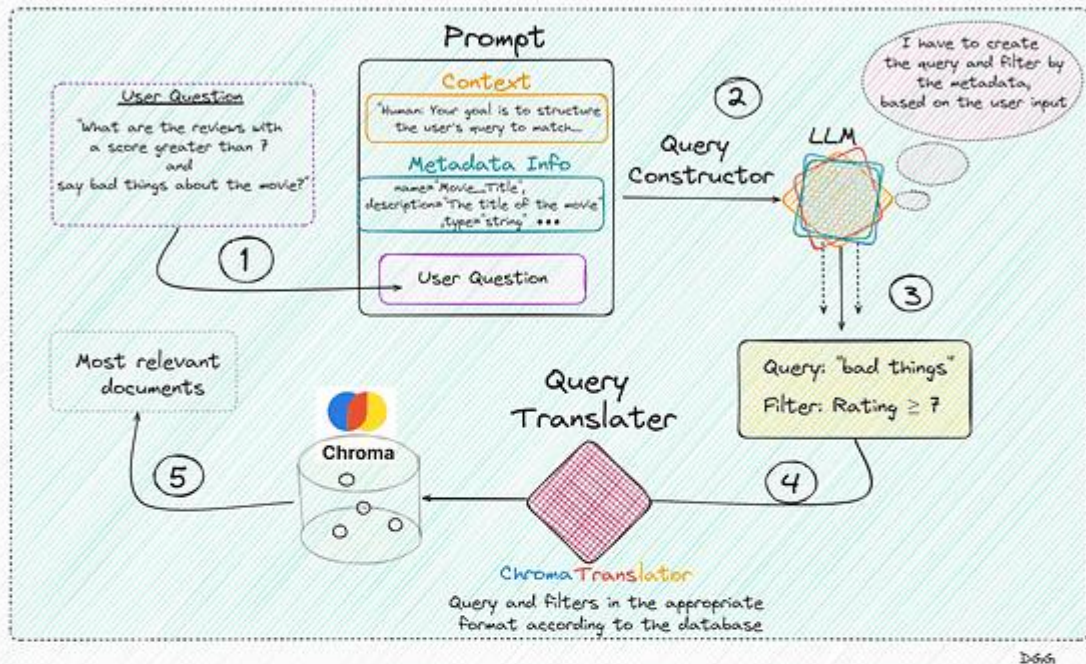 Prompt
User Question
"What are the reviews with
a score greater than 7
and
say bad things about the movie?"
Context
"Human: Your goal is to structure
the user's query to match...
Metadata Info
name="Movie_Title",
description="The title of the movie"
,type="string" •••
User Question
1
2
Query
Constructor
LLM
I have to create
the query and filter by
the metadata,
based on the user input
3
Query: "bad things"
Filter: Rating ≥ 7
4
Query
Translater
ChromaTranslator
Query and filters in the appropriate
format according to the database
Chroma
5
Most relevant
documents
DGG